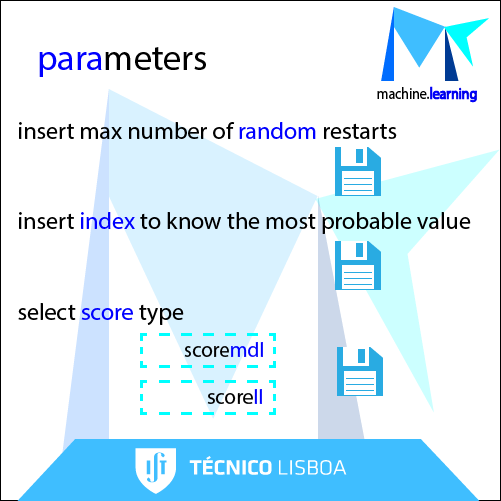 parameters
machine.learning
insert max number of random restarts
insert index to know the most probable value
select score type
scoremdl
scorell
TÉCNICO LISBOA